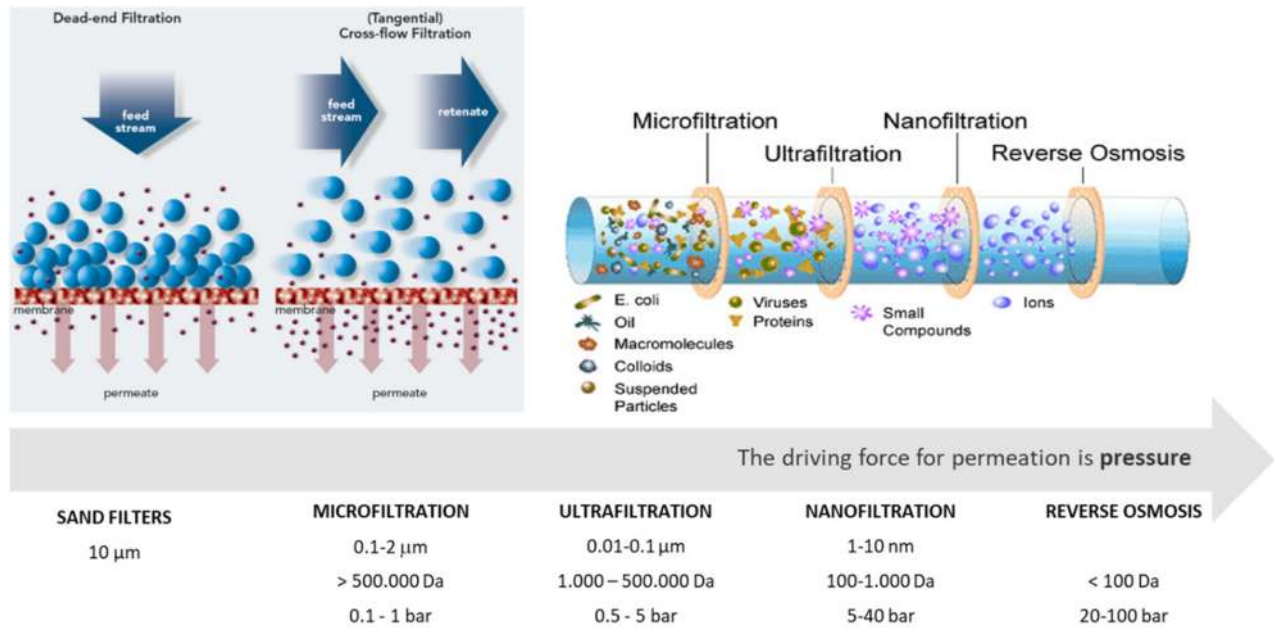 Dead-end Filtration
feed
stream
membrane
permeate
(Tangential)
Cross-flow Filtration
feed
stream
retenate
membrane
permeate
Microfiltration
Ultrafiltration
Nanofiltration
Reverse Osmosis
E. coli
Oil
Macromolecules
Colloids
Suspended
Particles
Viruses
Proteins
Small
Compounds
Ions
The driving force for permeation is pressure
SAND FILTERS
10 µm
MICROFILTRATION
0.1-2 µm
> 500.000 Da
0.1 - 1 bar
ULTRAFILTRATION
0.01-0.1 µm
1.000 – 500.000 Da
0.5 - 5 bar
NANOFILTRATION
1-10 nm
100-1.000 Da
5-40 bar
REVERSE OSMOSIS
< 100 Da
20-100 bar